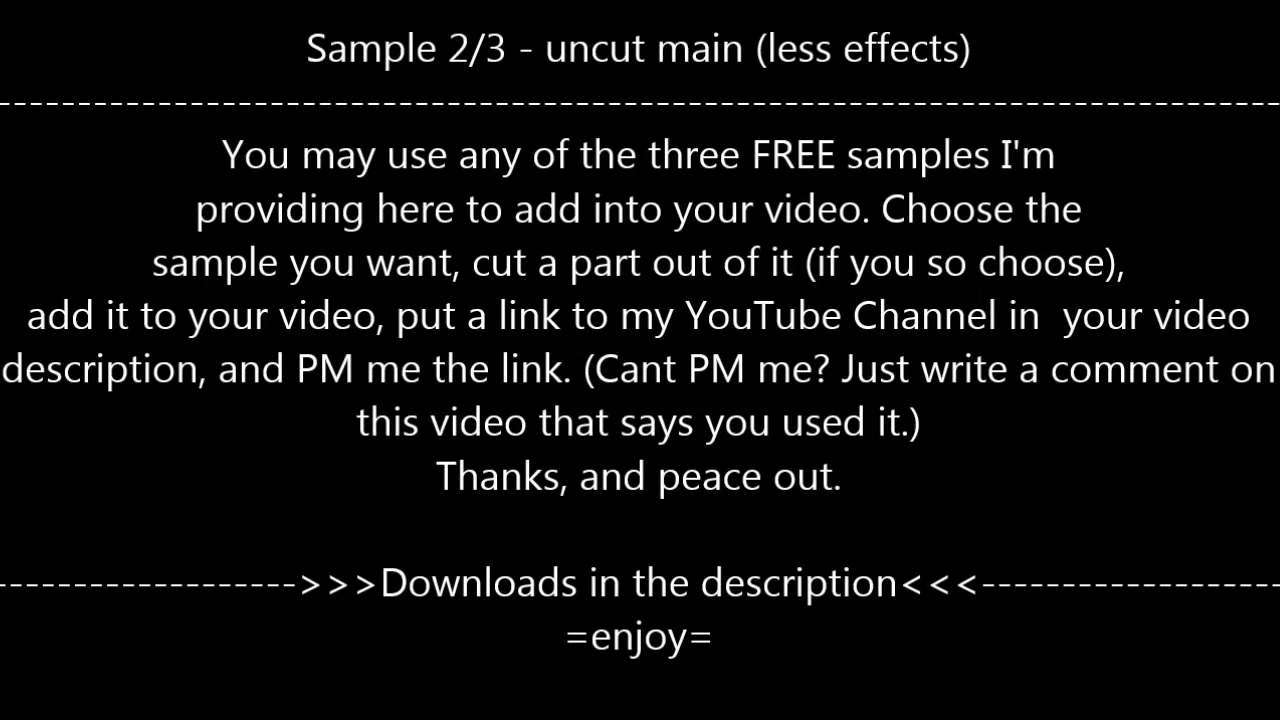 Sample 2/3 - uncut main (less effects)
--------------------------------------------------------------------------------
You may use any of the three FREE samples I'm
providing here to add into your video. Choose the
sample you want, cut a part out of it (if you so choose),
add it to your video, put a link to my YouTube Channel in  your video
description, and PM me the link. (Cant PM me? Just write a comment on
this video that says you used it.)
Thanks, and peace out.
-------------------->>>Downloads in the description<<<--------------------
=enjoy=